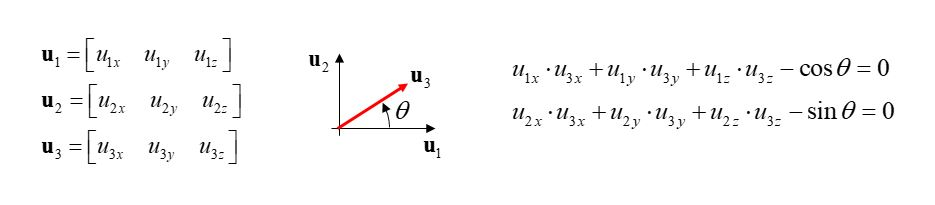 u₁ = [u₁ₓ u₁y u₁z]
u₂ = [u₂ₓ u₂y u₂z]
u₃ = [u₃ₓ u₃y u₃z]
u₂
u₃
θ
u₁
u₁ₓ · u₃ₓ + u₁y · u₃y + u₁z · u₃z − cos θ = 0
u₂ₓ · u₃ₓ + u₂y · u₃y + u₂z · u₃z − sin θ = 0